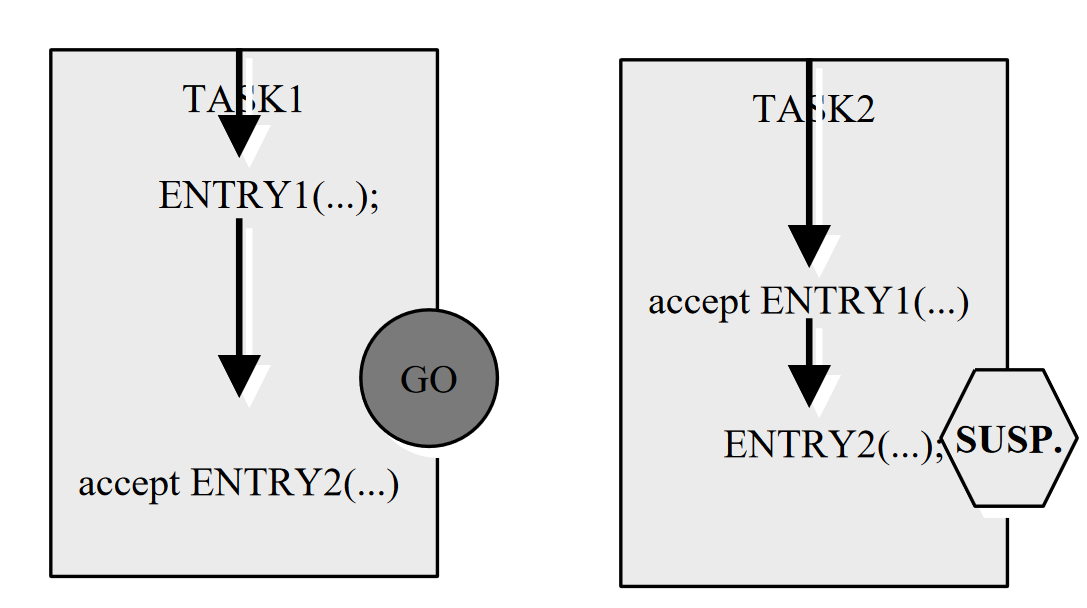 TASK1
ENTRY1(...);
GO
accept ENTRY2(...)
TASK2
accept ENTRY1(...)
ENTRY2(...);
SUSP.